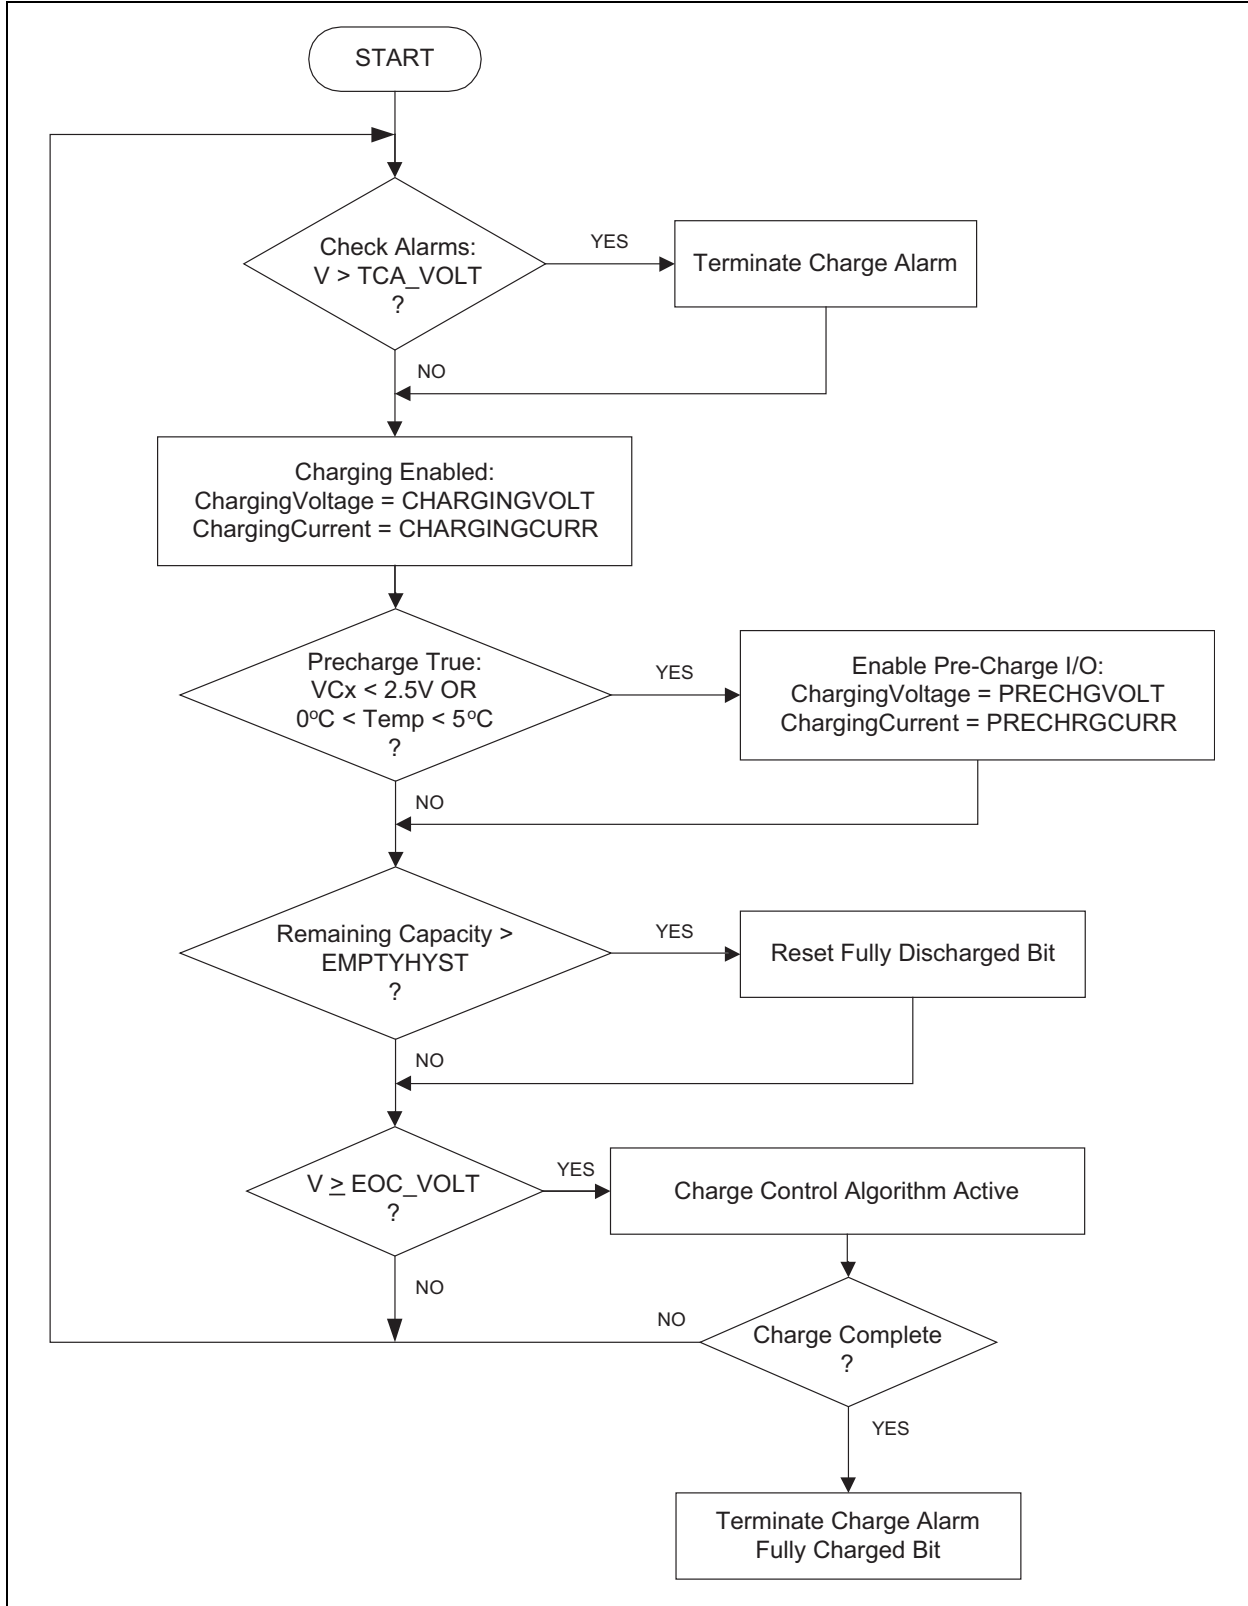 START
Check Alarms:
V > TCA_VOLT
?
YES
Terminate Charge Alarm
NO
Charging Enabled:
ChargingVoltage = CHARGINGVOLT
ChargingCurrent = CHARGINGCURR
Precharge True:
VCx < 2.5V OR
0°C < Temp < 5°C
?
YES
Enable Pre-Charge I/O:
ChargingVoltage = PRECHGVOLT
ChargingCurrent = PRECHRGCURR
NO
Remaining Capacity >
EMPTYHYST
?
YES
Reset Fully Discharged Bit
NO
V ≥ EOC_VOLT
?
YES
Charge Control Algorithm Active
NO
NO
Charge Complete
?
YES
Terminate Charge Alarm
Fully Charged Bit